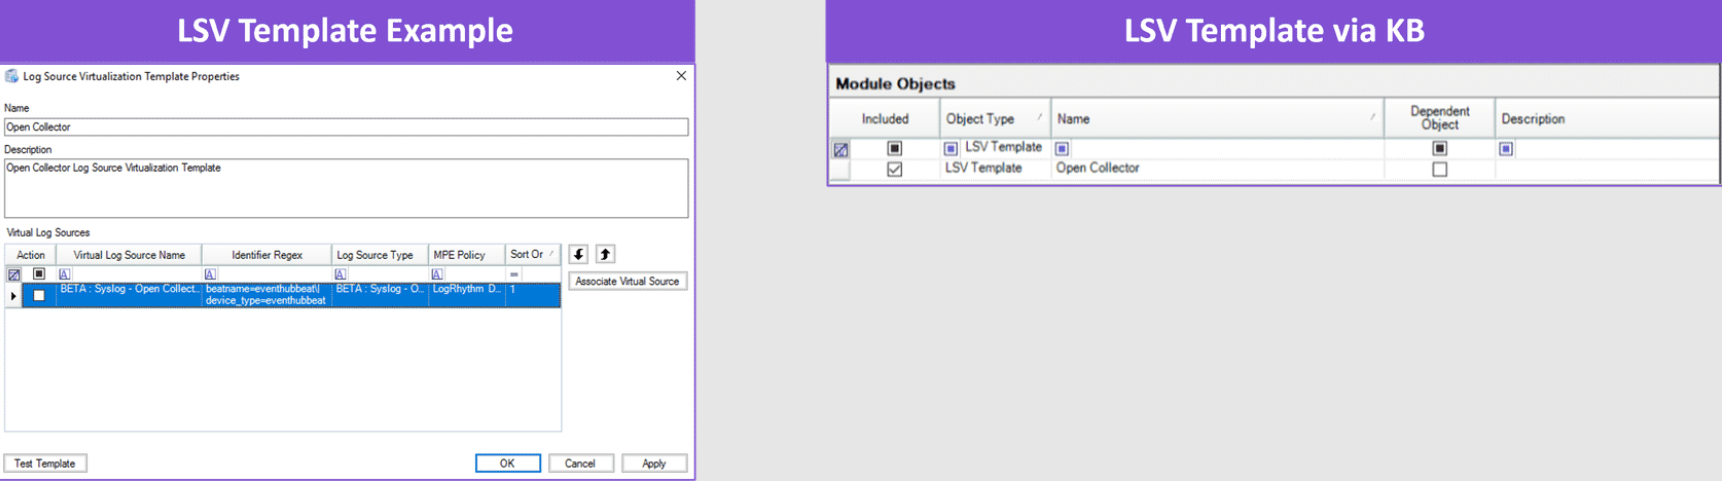 LSV Template Example
Log Source Virtualization Template Properties
Name
Open Collector
Description
Open Collector Log Source Virtualization Template
Virtual Log Sources
Action Virtual Log Source Name Identifier Regex Log Source Type MPE Policy Sort Or
A A A A =
BETA : Syslog - Open Collect... beatname=eventhubbeat\| BETA : Syslog - O... LogRhythm D... 1
device_type=eventhubbeat
Associate Virtual Source
Test Template OK Cancel Apply
LSV Template via KB
Module Objects
Included Object Type Name Dependent Object Description
LSV Template
LSV Template Open Collector